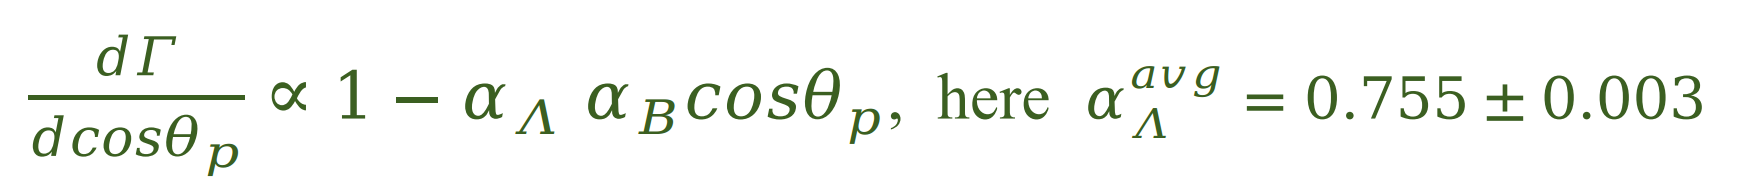 dΓ/dcosθ_p ∝ 1 − α_Λ α_B cosθ_p, here α_Λ^avg = 0.755 ± 0.003